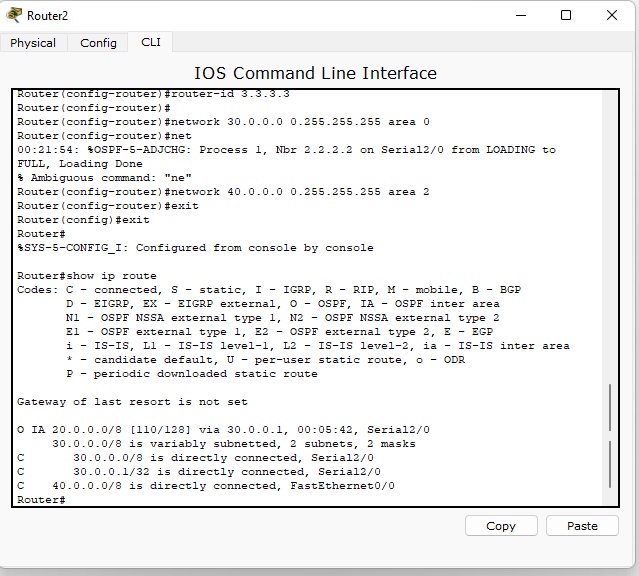 Router2
Physical Config CLI
IOS Command Line Interface
Router(config-router)#router-id 3.3.3.3
Router(config-router)#
Router(config-router)#network 30.0.0.0 0.255.255.255 area 0
Router(config-router)#net
00:21:54: %OSPF-5-ADJCHG: Process 1, Nbr 2.2.2.2 on Serial2/0 from LOADING to
FULL, Loading Done
% Ambiguous command: "ne"
Router(config-router)#network 40.0.0.0 0.255.255.255 area 2
Router(config-router)#exit
Router(config)#exit
Router#
%SYS-5-CONFIG_I: Configured from console by console
Router#show ip route
Codes: C - connected, S - static, I - IGRP, R - RIP, M - mobile, B - BGP
D - EIGRP, EX - EIGRP external, O - OSPF, IA - OSPF inter area
N1 - OSPF NSSA external type 1, N2 - OSPF NSSA external type 2
E1 - OSPF external type 1, E2 - OSPF external type 2, E - EGP
i - IS-IS, L1 - IS-IS level-1, L2 - IS-IS level-2, ia - IS-IS inter area
* - candidate default, U - per-user static route, o - ODR
P - periodic downloaded static route
Gateway of last resort is not set
O IA 20.0.0.0/8 [110/128] via 30.0.0.1, 00:05:42, Serial2/0
30.0.0.0/8 is variably subnetted, 2 subnets, 2 masks
C 30.0.0.0/8 is directly connected, Serial2/0
C 30.0.0.1/32 is directly connected, Serial2/0
C 40.0.0.0/8 is directly connected, FastEthernet0/0
Router#
Copy Paste